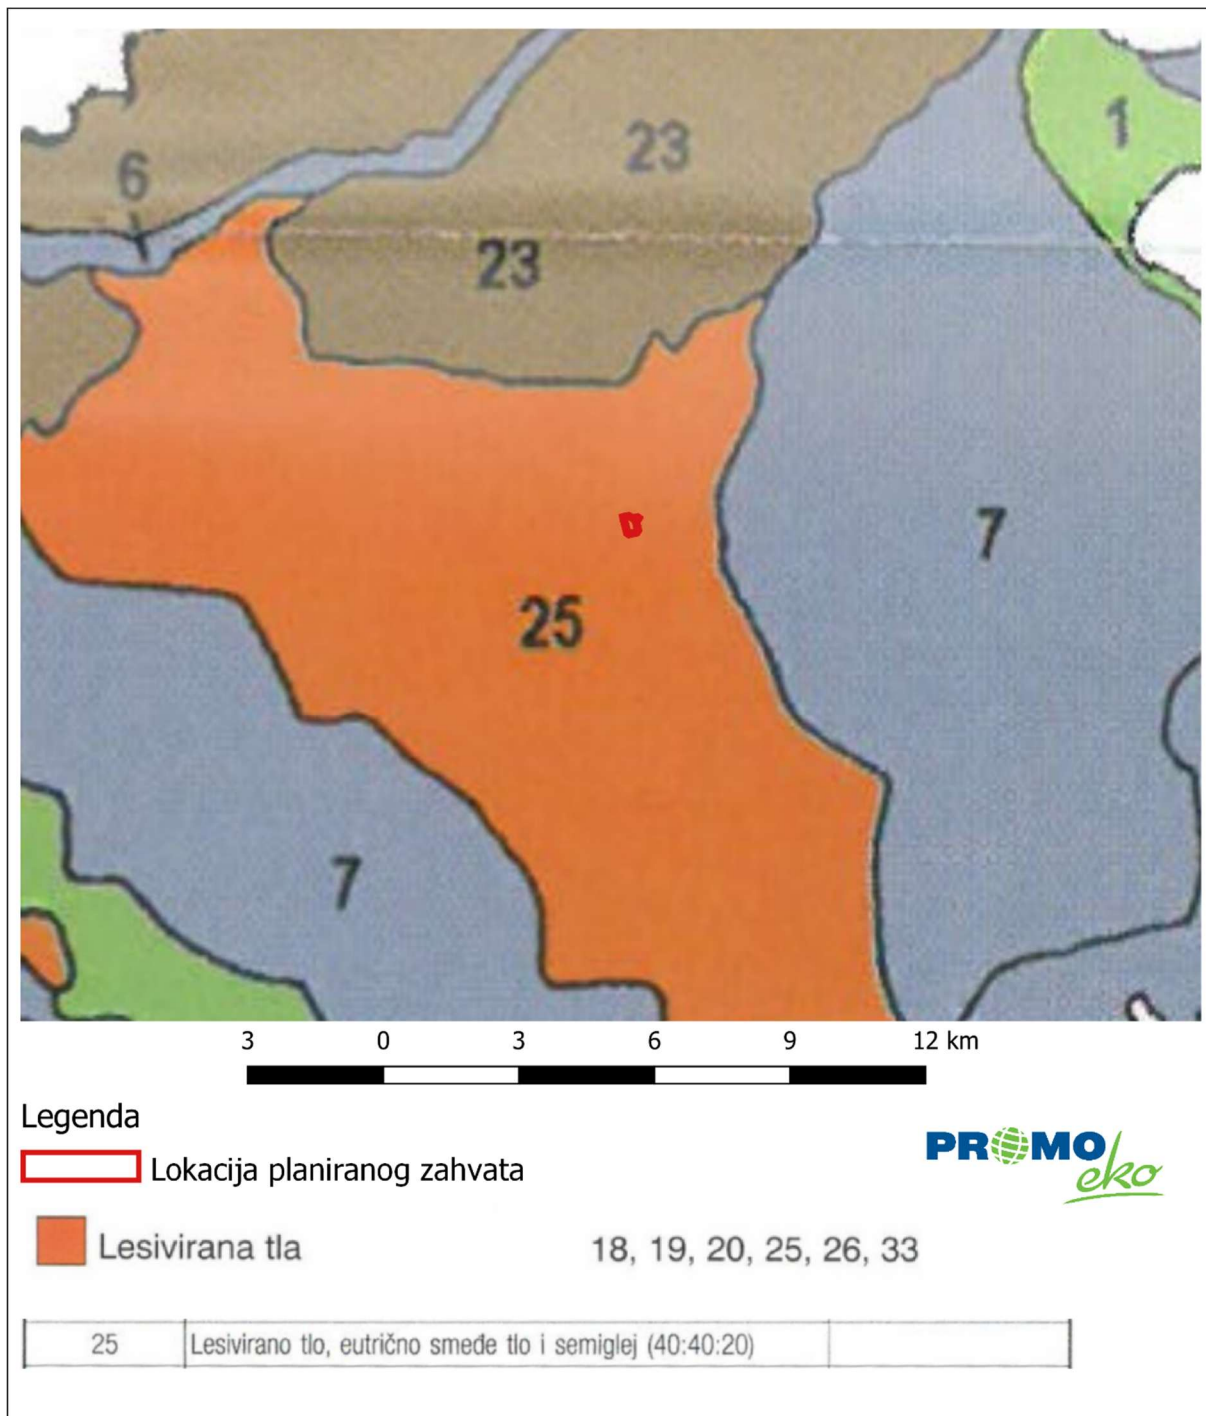 1
23
6
23
7
25
7
3 0 3 6 9 12 km
Legenda
Lokacija planiranog zahvata
PROMO
eko
Lesivirana tla 18, 19, 20, 25, 26, 33
25 Lesivirano tlo, eutrično smeđe tlo i semiglej (40:40:20)